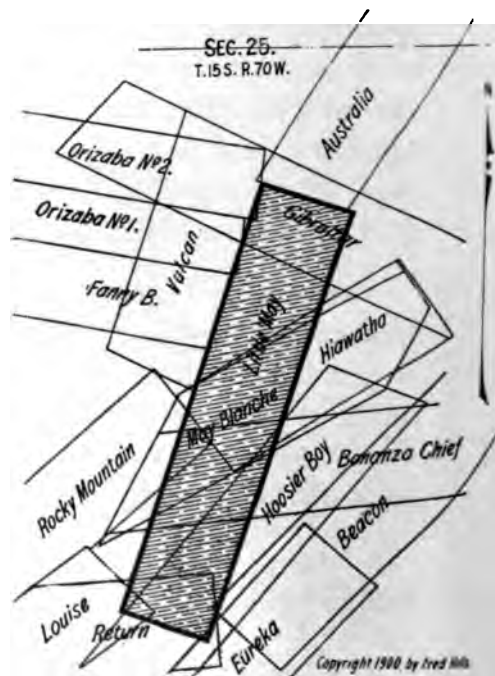 SEC. 25.
T.15 S. R.70 W.
Australia
Orizaba Nº2.
Gibraltar
Orizaba Nº1.
Vulcan
Fanny B.
Little May
Hiawatha
May Blanche
Rocky Mountain
Hoosier Boy
Bonanza Chief
Beacon
Louise
Return
Eureka
Copyright 1900 by Fred Hills